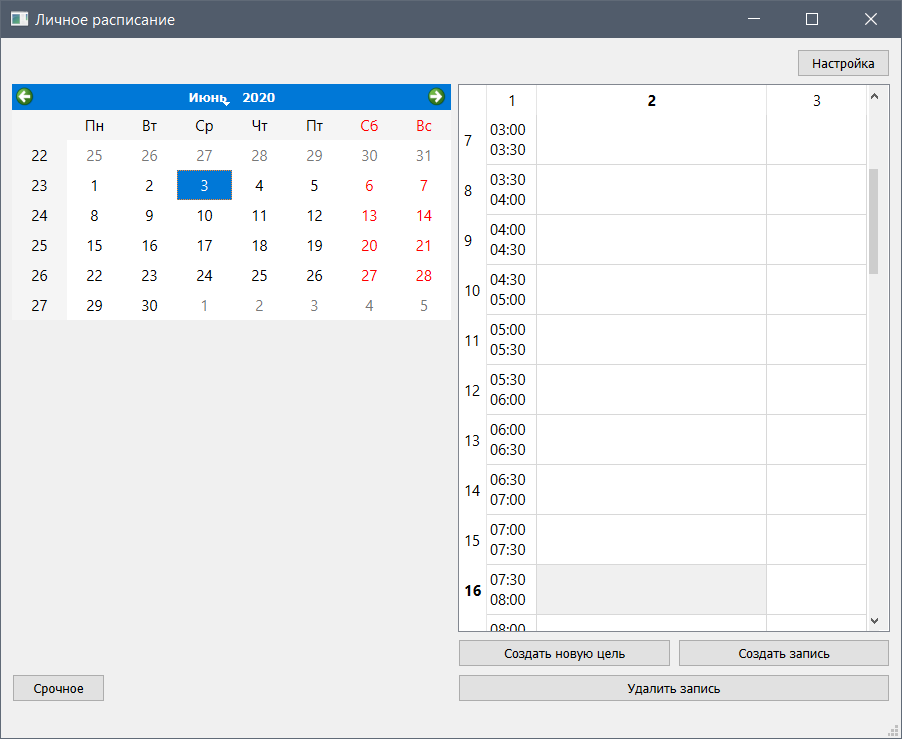 Личное расписание
Настройка
Июнь 2020
Пн Вт Ср Чт Пт Сб Вс
22 25 26 27 28 29 30 31
23 1 2 3 4 5 6 7
24 8 9 10 11 12 13 14
25 15 16 17 18 19 20 21
26 22 23 24 25 26 27 28
27 29 30 1 2 3 4 5
1 2 3
7 03:00
03:30
8 03:30
04:00
9 04:00
04:30
10 04:30
05:00
11 05:00
05:30
12 05:30
06:00
13 06:00
06:30
14 06:30
07:00
15 07:00
07:30
16 07:30
08:00
08:00
Создать новую цель Создать запись
Срочное Удалить запись